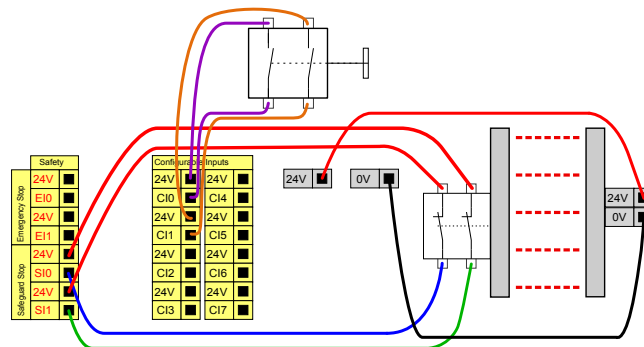 Safety
Emergency Stop
24V
EI0
24V
EI1
Safeguard Stop
24V
SI0
24V
SI1
Configurable Inputs
24V
CI0
24V
CI1
24V
CI2
24V
CI3
24V
CI4
24V
CI5
24V
CI6
24V
CI7
24V
0V
24V
0V